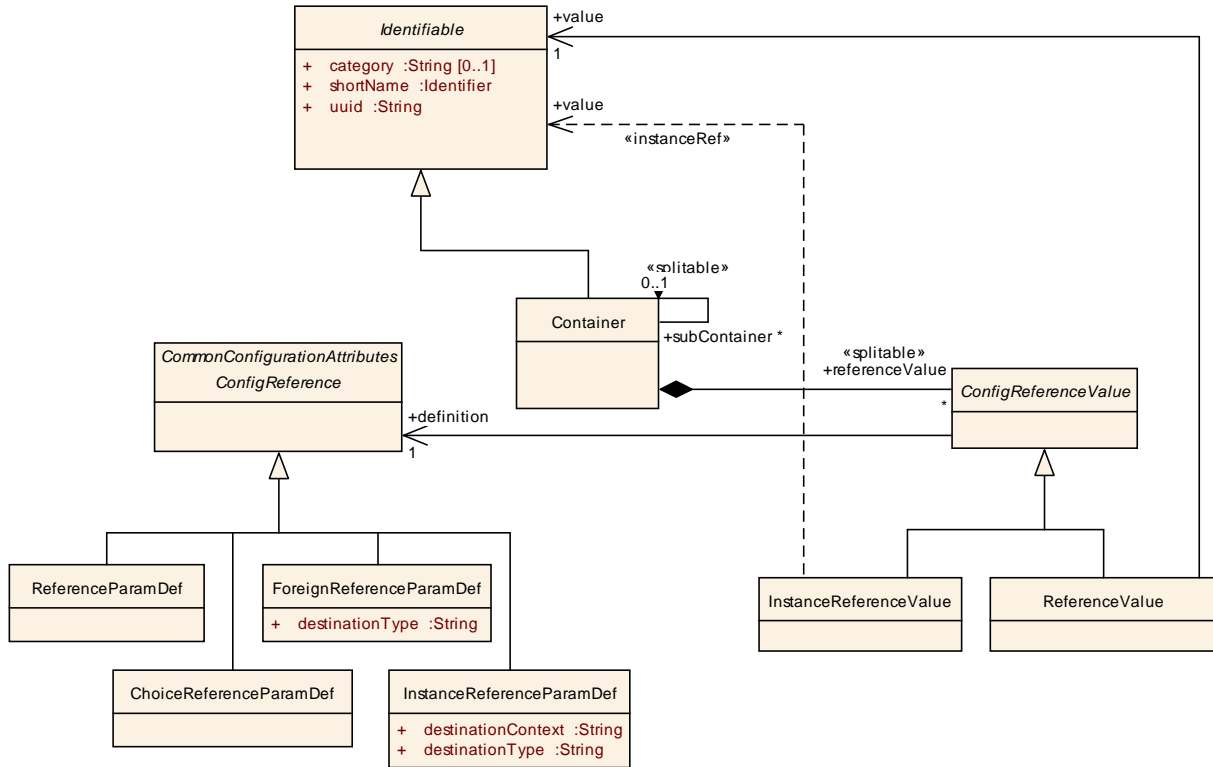 Identifiable
+ category :String [0..1]
+ shortName :Identifier
+ uuid :String
+value
1
+value
«instanceRef»
«splitable»
0..1
Container
+subContainer *
«splitable»
+referenceValue
*
CommonConfigurationAttributes
ConfigReference
+definition
1
ConfigReferenceValue
ReferenceParamDef
ForeignReferenceParamDef
+ destinationType :String
InstanceReferenceValue
ReferenceValue
ChoiceReferenceParamDef
InstanceReferenceParamDef
+ destinationContext :String
+ destinationType :String